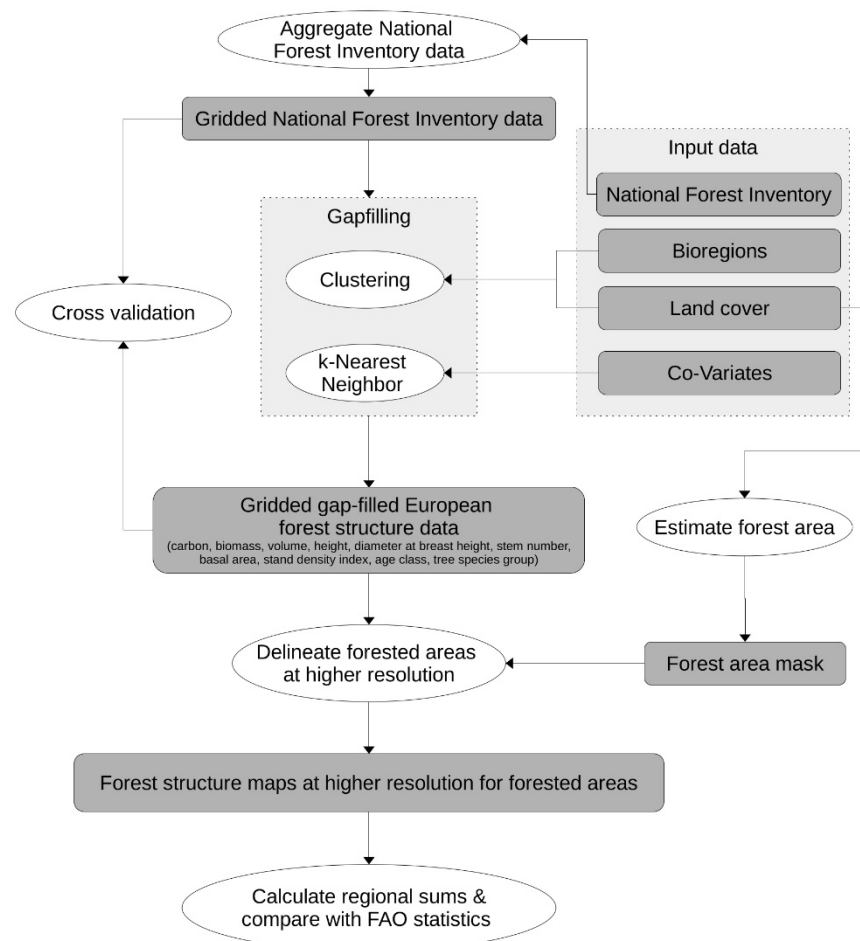 Aggregate National
Forest Inventory data
Gridded National Forest Inventory data
Input data
National Forest Inventory
Gapfilling
Bioregions
Clustering
Land cover
Cross validation
k-Nearest
Neighbor
Co-Variates
Gridded gap-filled European
forest structure data
(carbon, biomass, volume, height, diameter at breast height, stem number,
basal area, stand density index, age class, tree species group)
Estimate forest area
Delineate forested areas
at higher resolution
Forest area mask
Forest structure maps at higher resolution for forested areas
Calculate regional sums &
compare with FAO statistics